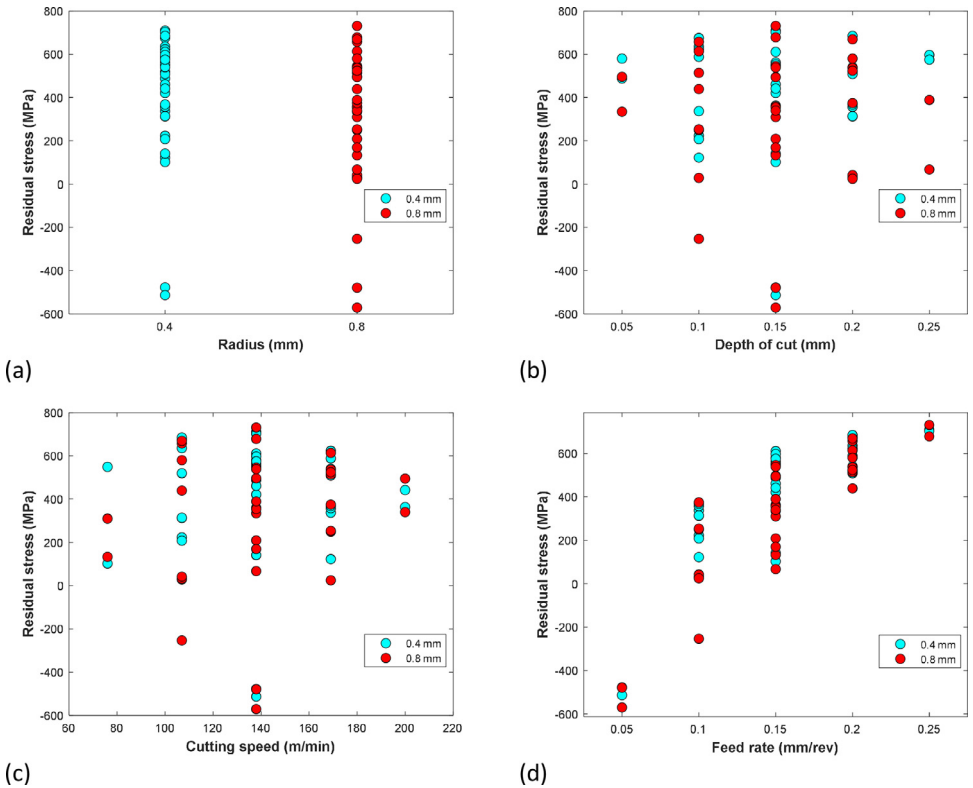 800
600
400
200
0
-200
-400
-600
Residual stress (MPa)
0.4 mm
0.8 mm
0.4
0.8
Radius (mm)
(a)
800
600
400
200
0
-200
-400
-600
Residual stress (MPa)
0.4 mm
0.8 mm
0.05
0.1
0.15
0.2
0.25
Depth of cut (mm)
(b)
800
600
400
200
0
-200
-400
-600
Residual stress (MPa)
0.4 mm
0.8 mm
60
80
100
120
140
160
180
200
220
Cutting speed (m/min)
(c)
800
600
400
200
0
-200
-400
-600
Residual stress (MPa)
0.4 mm
0.8 mm
0.05
0.1
0.15
0.2
0.25
Feed rate (mm/rev)
(d)